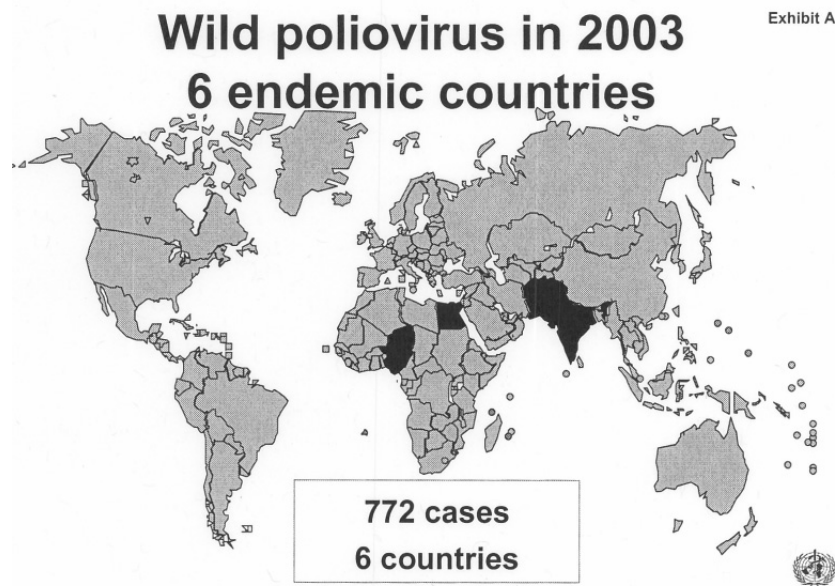 Exhibit A
Wild poliovirus in 2003
6 endemic countries
772 cases
6 countries